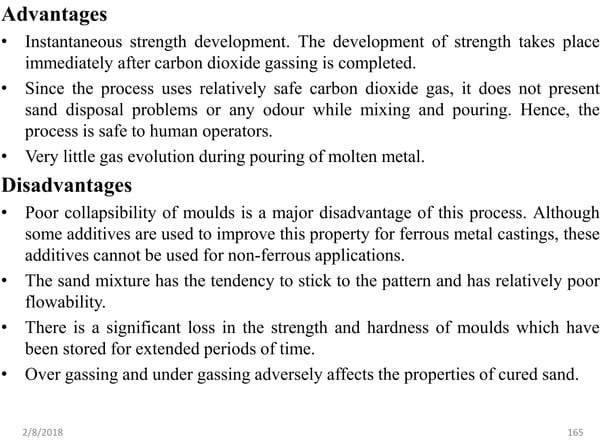 Advantages
• Instantaneous strength development. The development of strength takes place
immediately after carbon dioxide gassing is completed.
• Since the process uses relatively safe carbon dioxide gas, it does not present
sand disposal problems or any odour while mixing and pouring. Hence, the
process is safe to human operators.
• Very little gas evolution during pouring of molten metal.
Disadvantages
• Poor collapsibility of moulds is a major disadvantage of this process. Although
some additives are used to improve this property for ferrous metal castings, these
additives cannot be used for non-ferrous applications.
• The sand mixture has the tendency to stick to the pattern and has relatively poor
flowability.
• There is a significant loss in the strength and hardness of moulds which have
been stored for extended periods of time.
• Over gassing and under gassing adversely affects the properties of cured sand.
2/8/2018 165